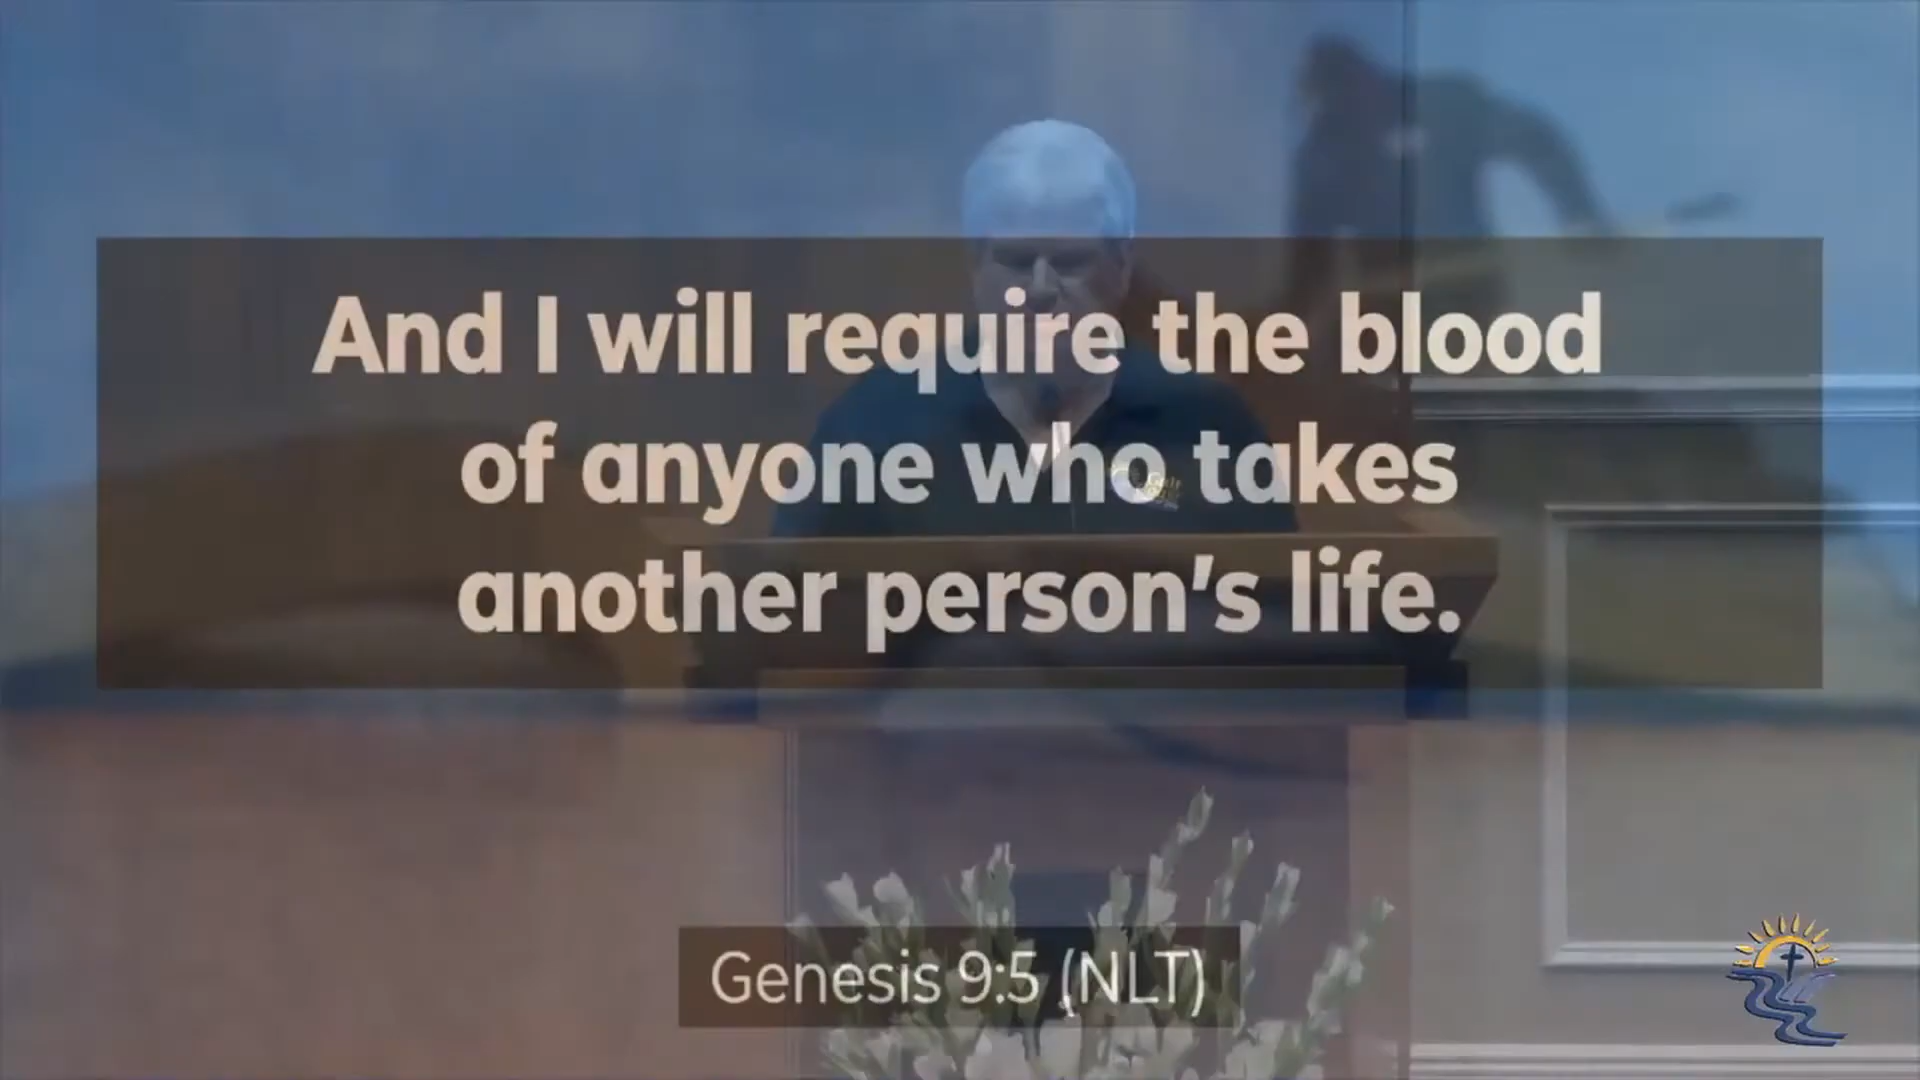 And I will require the blood
of anyone who takes
another person's life.
Genesis 9:5 (NLT)